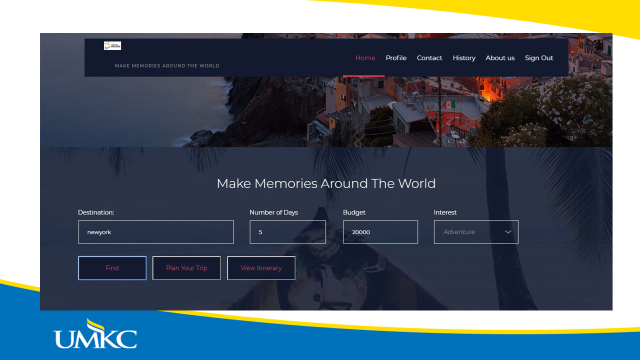 Home Profile Contact History About us Sign Out
MAKE MEMORIES AROUND THE WORLD
Make Memories Around The World
Destination: Number of Days Budget Interest
newyork 5 20000 Adventure
Find Plan Your Trip View Itinerary
UMKC